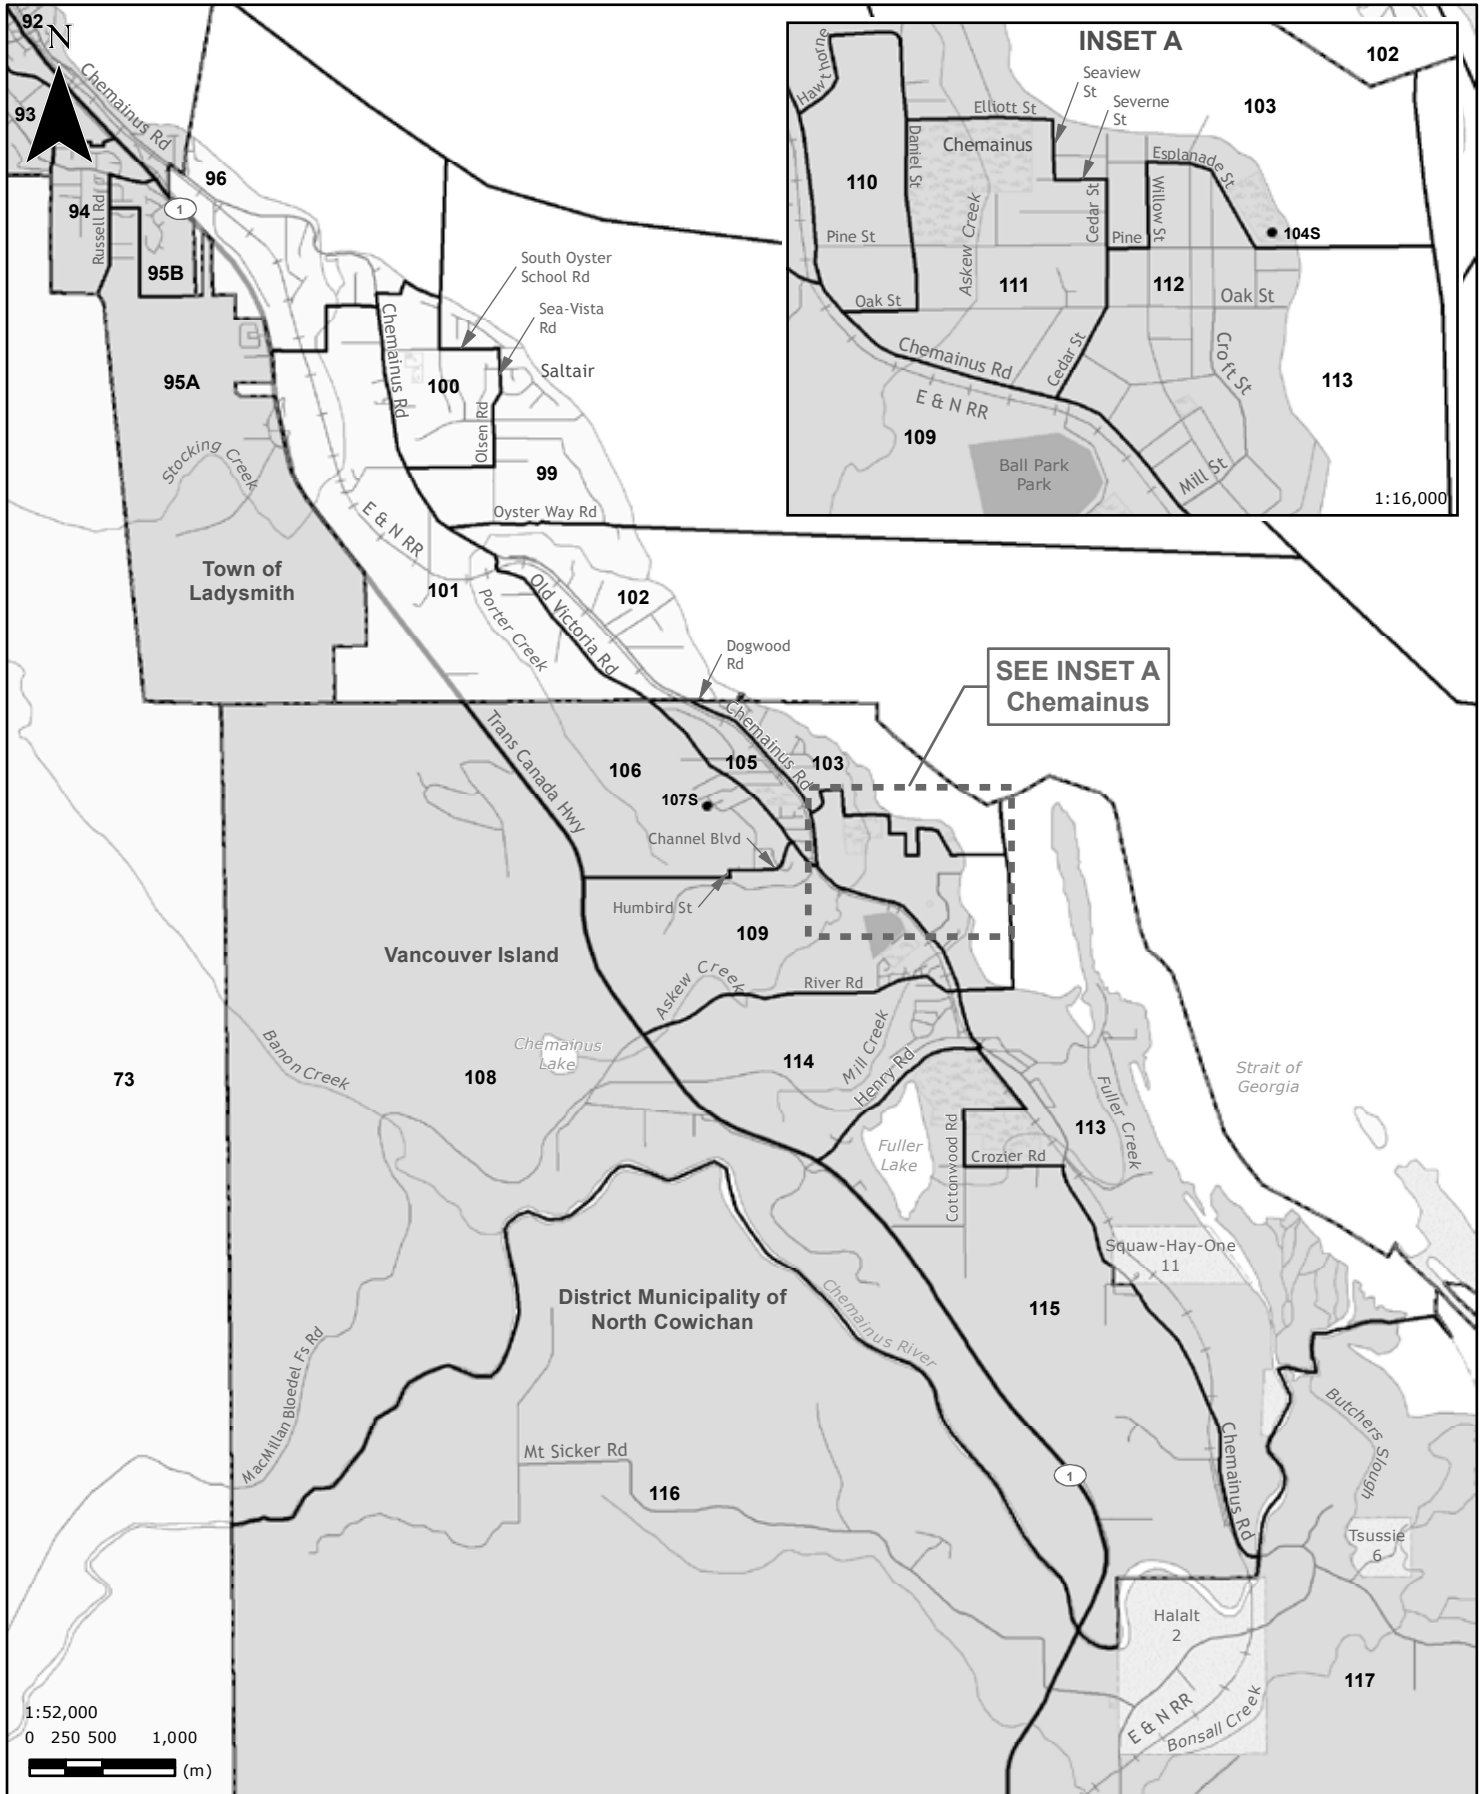 92
N
Chemainus Rd
93
96
1
94
Russell Rd
95B
INSET A
102
Seaview
St
Severne
St
103
Hawthorne
Elliott St
Chemainus
Daniel St
Esplanade St
110
Askew Creek
Cedar St
Willow St
104S
Pine St
Pine
111
112
Oak St
Oak St
Chemainus Rd
Cedar St
Croft St
113
E & N RR
109
Ball Park
Park
Mill St
1:16,000
South Oyster
School Rd
Sea-Vista
Rd
Saltair
Chemainus Rd
100
95A
Olsen Rd
Stocking Creek
99
Oyster Way Rd
E & N RR
Town of
Ladysmith
101
Porter Creek
Old Victoria Rd
102
Dogwood
Rd
SEE INSET A
Chemainus
Trans Canada Hwy
Chemainus Rd
106
105
103
107S
Channel Blvd
Humbird St
109
Vancouver Island
Askew Creek
River Rd
Banon Creek
Chemainus
Lake
Mill Creek
114
Henry Rd
73
108
Strait of
Georgia
Fuller Creek
113
Fuller
Lake
Cottonwood Rd
Crozier Rd
Squaw-Hay-One
11
District Municipality of
North Cowichan
Chemainus River
115
MacMillan Bloedel Fs Rd
Butchers Slough
Mt Sicker Rd
1
Chemainus Rd
116
Tsussie
6
Halalt
2
117
E & N RR
Bonsall Creek
1:52,000
0 250 500 1,000
(m)